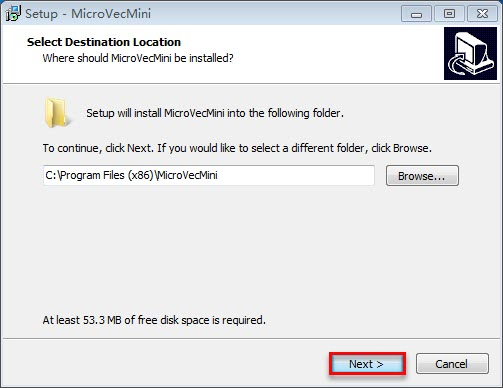 Setup - MicroVecMini
Select Destination Location
Where should MicroVecMini be installed?
Setup will install MicroVecMini into the following folder.
To continue, click Next. If you would like to select a different folder, click Browse.
C:\Program Files (x86)\MicroVecMini
Browse...
At least 53.3 MB of free disk space is required.
Next >
Cancel